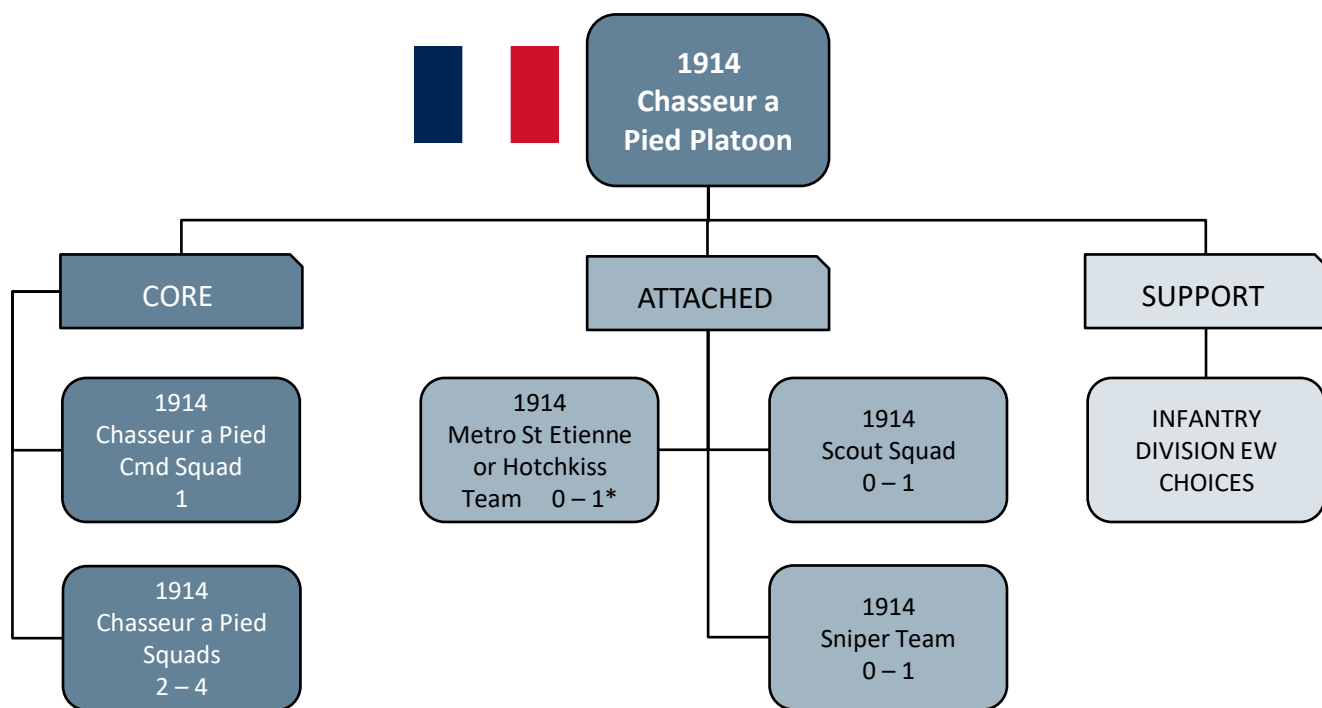 1914
Chasseur a
Pied Platoon
CORE
ATTACHED
SUPPORT
1914
Chasseur a Pied
Cmd Squad
1
1914
Metro St Etienne
or Hotchkiss
Team 0 – 1*
1914
Scout Squad
0 – 1
INFANTRY
DIVISION EW
CHOICES
1914
Chasseur a Pied
Squads
2 – 4
1914
Sniper Team
0 – 1